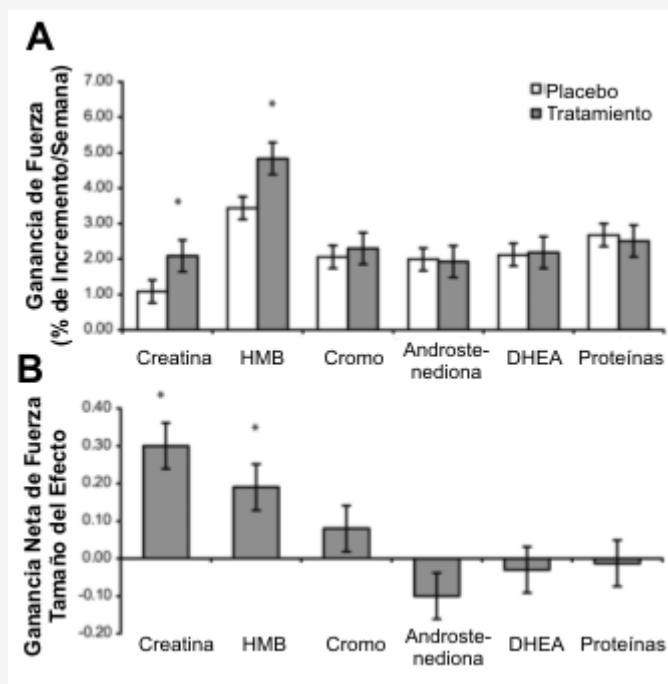 A
Ganancia de Fuerza
(% de Incremento/Semana)
7.00
6.00
5.00
4.00
3.00
2.00
1.00
0.00
*
*
Placebo
Tratamiento
Creatina
HMB
Cromo
Androste-
nediona
DHEA
Proteínas
B
Ganancia Neta de Fuerza
Tamaño del Efecto
0.40
0.30
0.20
0.10
0.00
-0.10
-0.20
*
*
Creatina
HMB
Cromo
Androste-
nediona
DHEA
Proteínas